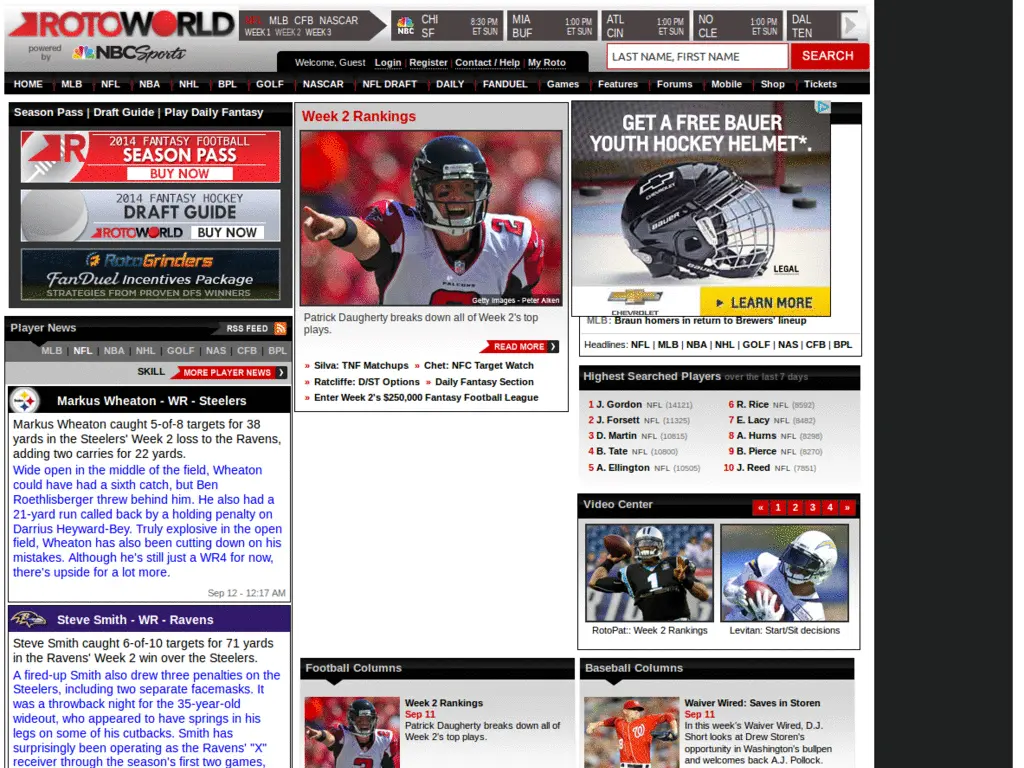 ROTOWORLD
powered by NBC Sports
NFL MLB CFB NASCAR
WEEK 1 WEEK 2 WEEK 3
NBC
CHI 8:30 PM
SF ET SUN
MIA 1:00 PM
BUF ET SUN
ATL 1:00 PM
CIN ET SUN
NO 1:00 PM
CLE ET SUN
DAL
TEN
Welcome, Guest Login | Register | Contact / Help | My Roto
LAST NAME, FIRST NAME
SEARCH
HOME MLB NFL NBA NHL BPL GOLF NASCAR NFL DRAFT DAILY FANDUEL Games Features Forums Mobile Shop Tickets
Season Pass | Draft Guide | Play Daily Fantasy
R
2014 FANTASY FOOTBALL
SEASON PASS
BUY NOW
2014 FANTASY HOCKEY
DRAFT GUIDE
ROTOWORLD BUY NOW
RotoGrinders
FanDuel Incentives Package
STRATEGIES FROM PROVEN DFS WINNERS
Player News
RSS FEED
MLB | NFL | NBA | NHL | GOLF | NAS | CFB | BPL
SKILL MORE PLAYER NEWS
Markus Wheaton - WR - Steelers
Markus Wheaton caught 5-of-8 targets for 38
yards in the Steelers' Week 2 loss to the Ravens,
adding two carries for 22 yards.
Wide open in the middle of the field, Wheaton
could have had a sixth catch, but Ben
Roethlisberger threw behind him. He also had a
21-yard run called back by a holding penalty on
Darrius Heyward-Bey. Truly explosive in the open
field, Wheaton has also been cutting down on his
mistakes. Although he's still just a WR4 for now,
there's upside for a lot more.
Sep 12 - 12:17 AM
Steve Smith - WR - Ravens
Steve Smith caught 6-of-10 targets for 71 yards
in the Ravens' Week 2 win over the Steelers.
A fired-up Smith also drew three penalties on the
Steelers, including two separate facemasks. It
was a throwback night for the 35-year-old
wideout, who appeared to have springs in his
legs on some of his cutbacks. Smith has
surprisingly been operating as the Ravens' "X"
receiver through the season's first two games,
Week 2 Rankings
FALCONS
2
Getty Images - Peter Aiken
Patrick Daugherty breaks down all of Week 2's top
plays.
READ MORE
» Silva: TNF Matchups » Chet: NFC Target Watch
» Ratcliffe: D/ST Options » Daily Fantasy Section
» Enter Week 2's $250,000 Fantasy Football League
GET A FREE BAUER
YOUTH HOCKEY HELMET*.
CHEVROLET
BAUER
BAUER
LEGAL
CHEVROLET
LEARN MORE
MLB: Braun homers in return to Brewers' lineup
Headlines: NFL | MLB | NBA | NHL | GOLF | NAS | CFB | BPL
Highest Searched Players over the last 7 days
1 J. Gordon NFL (14121)
2 J. Forsett NFL (11325)
3 D. Martin NFL (10815)
4 B. Tate NFL (10800)
5 A. Ellington NFL (10505)
6 R. Rice NFL (8592)
7 E. Lacy NFL (8482)
8 A. Hurns NFL (8298)
9 B. Pierce NFL (8270)
10 J. Reed NFL (7851)
Video Center
« 1 2 3 4 »
1
RotoPat:: Week 2 Rankings
Levitan: Start/Sit decisions
Football Columns
Week 2 Rankings
Sep 11
Patrick Daugherty breaks down all of
Week 2's top plays.
Baseball Columns
W
Waiver Wired: Saves in Storen
Sep 11
In this week's Waiver Wired, D.J.
Short looks at Drew Storen's
opportunity in Washington's bullpen
and welcomes back A.J. Pollock.